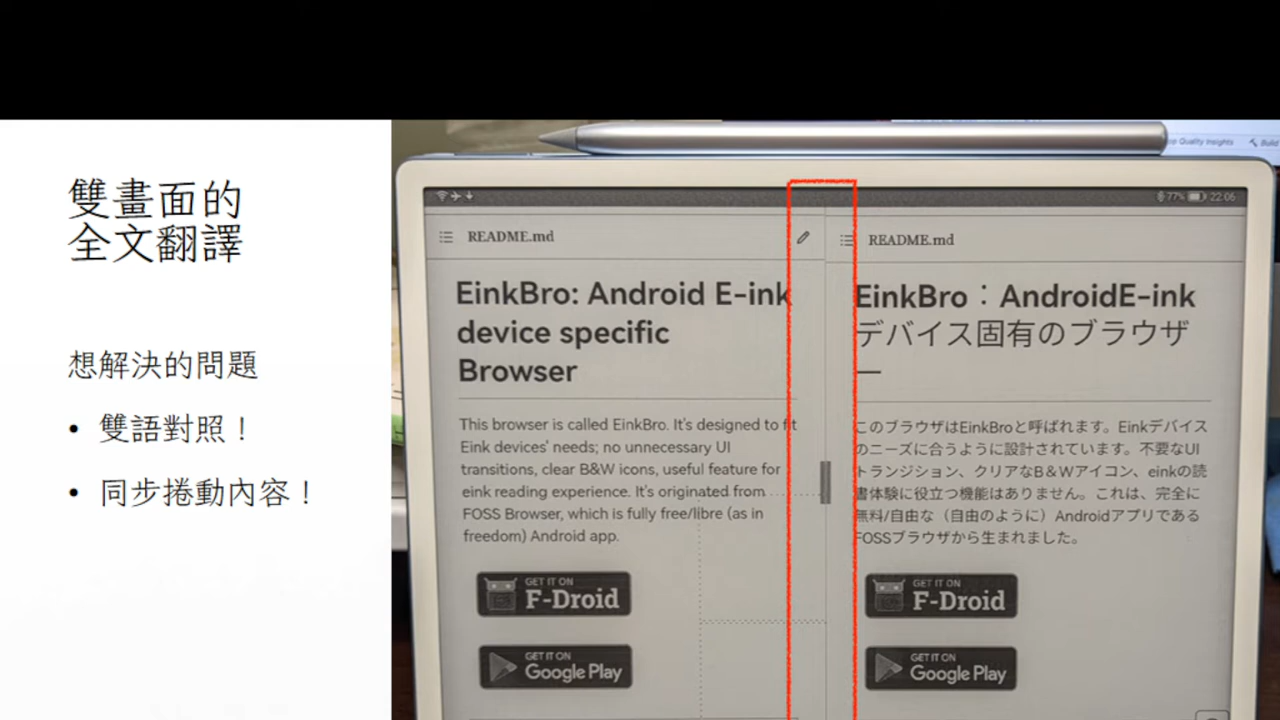 雙畫面的
全文翻譯
想解決的問題
• 雙語對照！
• 同步捲動內容！
Quality Insights
Build
77% 22:06
README.md
EinkBro: Android E-ink
device specific
Browser
This browser is called EinkBro. It's designed to fit
Eink devices' needs; no unnecessary UI
transitions, clear B&W icons, useful feature for
eink reading experience. It's originated from
FOSS Browser, which is fully free/libre (as in
freedom) Android app.
GET IT ON
F-Droid
GET IT ON
Google Play
README.md
EinkBro：AndroidE-ink
デバイス固有のブラウザ
ー
このブラウザはEinkBroと呼ばれます。Einkデバイス
のニーズに合うように設計されています。不要なUI
トランジション、クリアなB＆Wアイコン、einkの読
書体験に役立つ機能はありません。これは、完全に
無料/自由な（自由のように）Androidアプリである
FOSSブラウザから生まれました。
GET IT ON
F-Droid
GET IT ON
Google Play